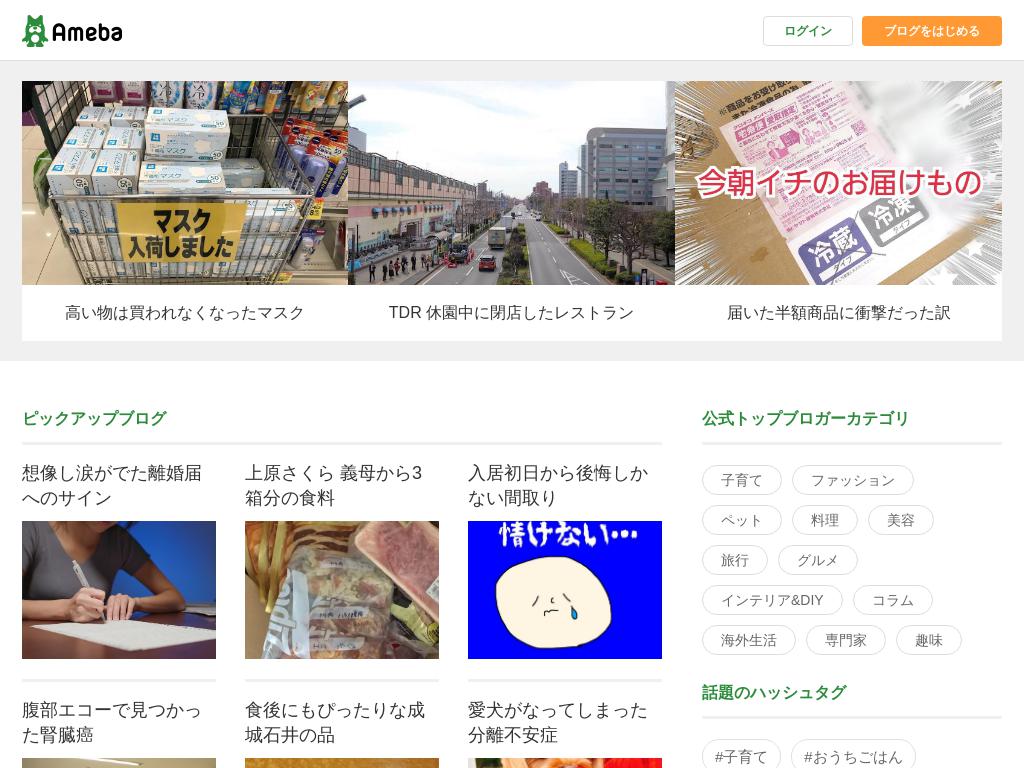 Ameba
ログイン
ブログをはじめる
マスク
入荷しました
今朝イチのお届けもの
冷蔵
タイプ
冷凍
タイプ
高い物は買われなくなったマスク
TDR 休園中に閉店したレストラン
届いた半額商品に衝撃だった訳
ピックアップブログ
想像し涙がでた離婚届
へのサイン
上原さくら 義母から3
箱分の食料
入居初日から後悔しか
ない間取り
情けない…
腹部エコーで見つかっ
た腎臓癌
食後にもぴったりな成
城石井の品
愛犬がなってしまった
分離不安症
公式トップブロガーカテゴリ
子育て
ファッション
ペット
料理
美容
旅行
グルメ
インテリア&DIY
コラム
海外生活
専門家
趣味
話題のハッシュタグ
#子育て
#おうちごはん